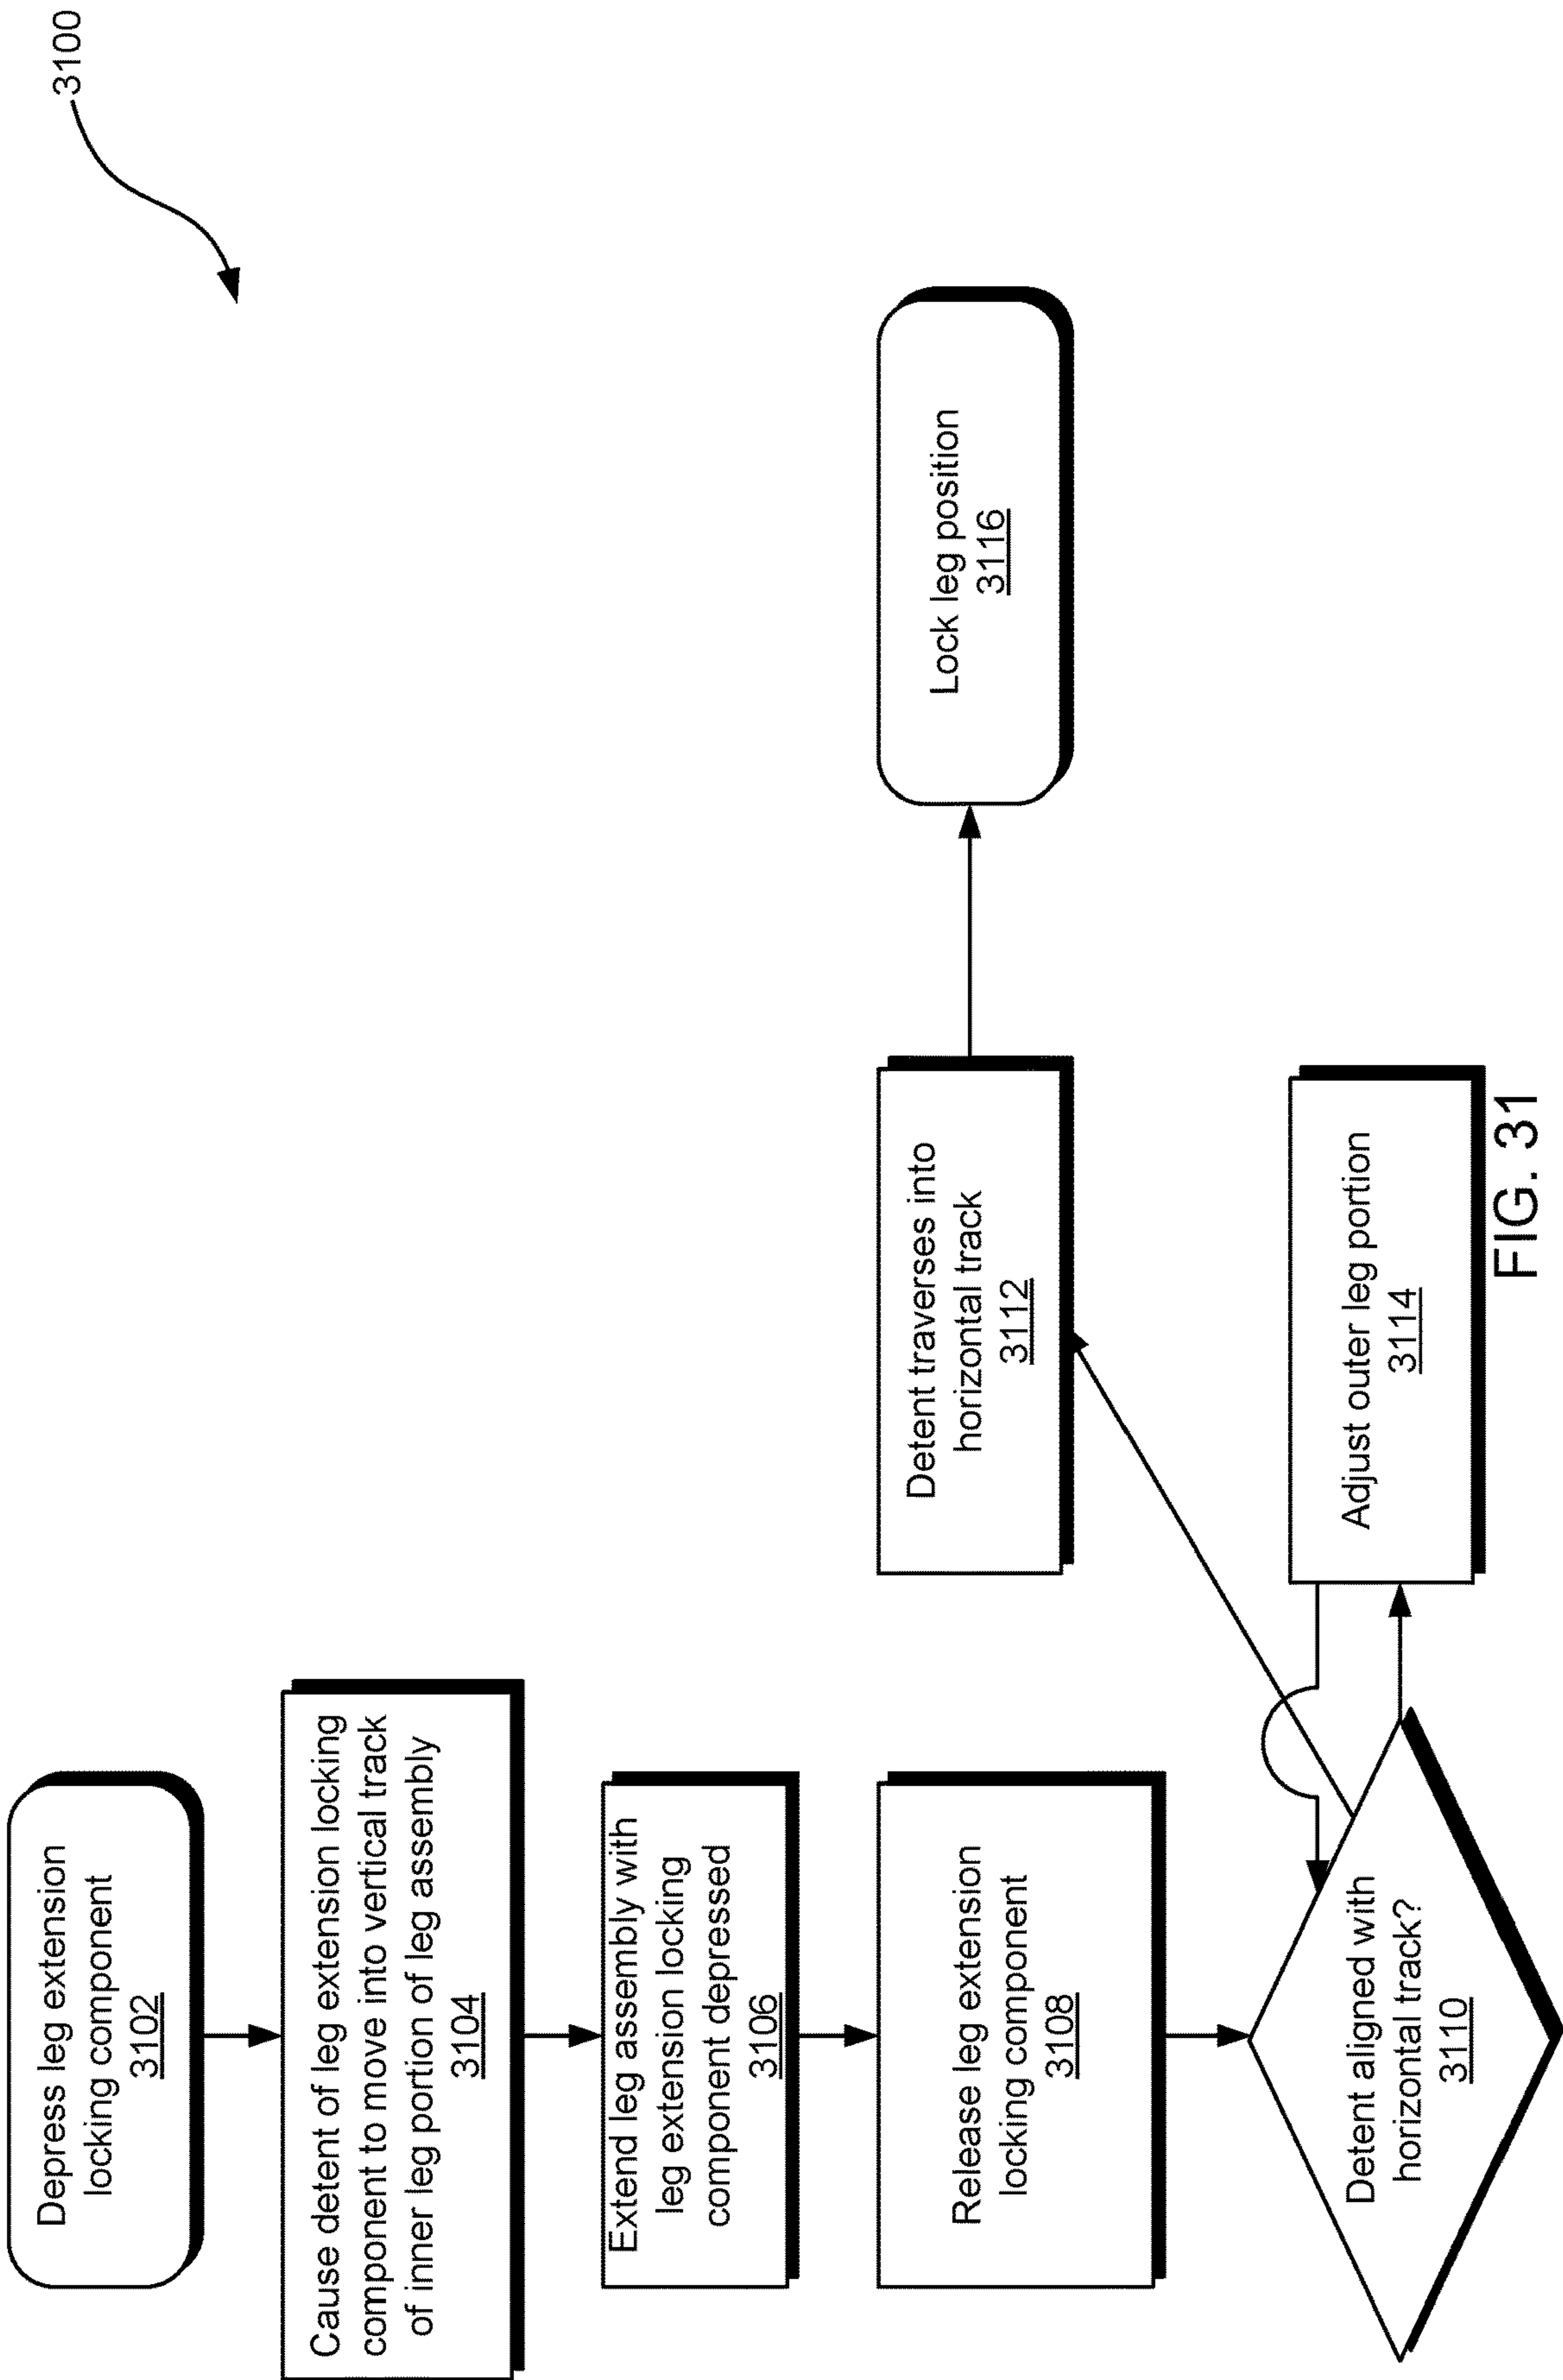 3100
Depress leg extension
locking component
3102
Cause detent of leg extension locking
component to move into vertical track
of inner leg portion of leg assembly
3104
Extend leg assembly with
leg extension locking
component depressed
3106
Release leg extension
locking component
3108
Detent aligned with
horizontal track?
3110
Detent traverses into
horizontal track
3112
Adjust outer leg portion
3114
Lock leg position
3116
FIG. 31